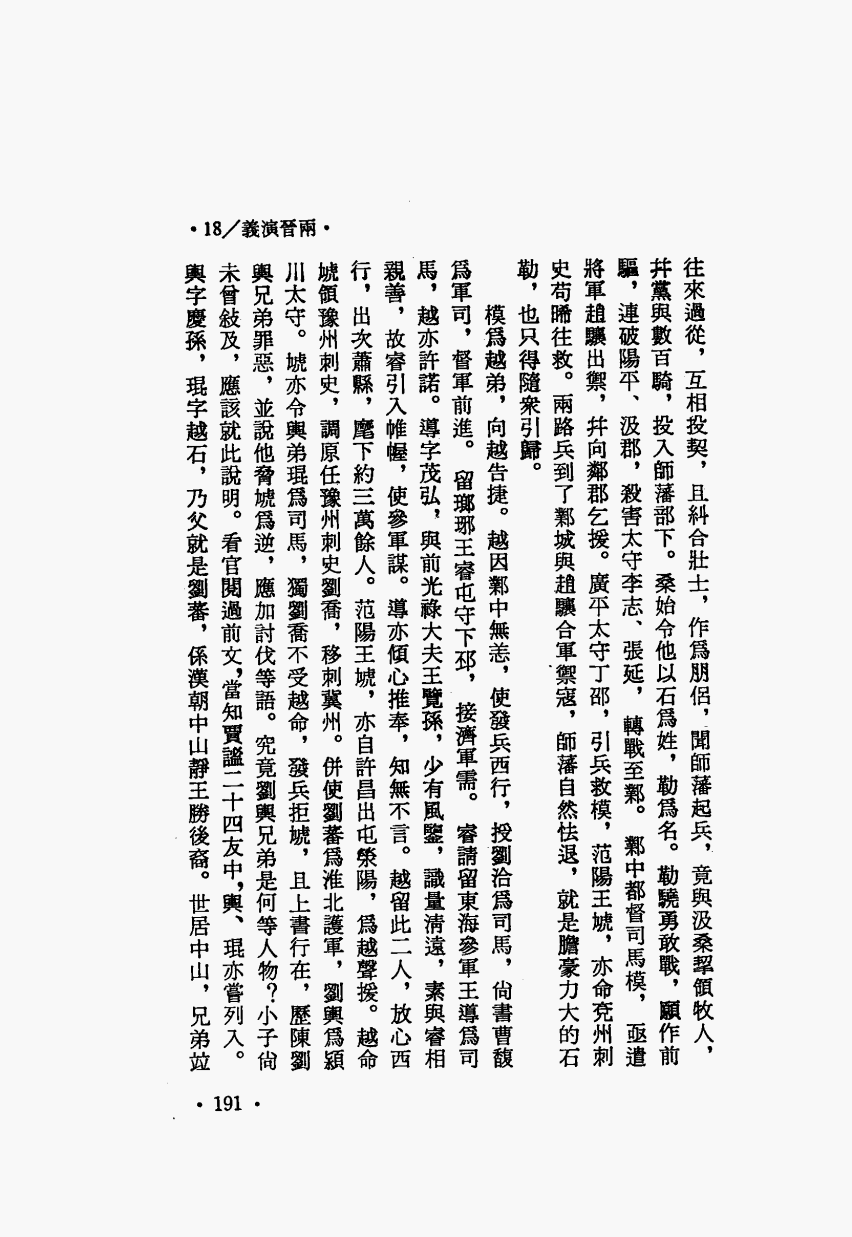 •18／義演晉兩•
往來過從，互相投契，且糾合壯士，作爲朋侶，聞師藩起兵，竟與汲桑挈領牧人，
幷黨與數百騎，投入師藩部下。桑始令他以石爲姓，勒爲名。勒驍勇敢戰，願作前
驅，連破陽平、汲郡，殺害太守李志、張延，轉戰至鄴。鄴中都督司馬模，亟遣
將軍趙驤出禦，幷向鄰郡乞援。廣平太守丁邵，引兵救模，范陽王虓，亦命兗州刺
史苟晞往救。兩路兵到了鄴城與趙驤合軍禦寇，師藩自然怯退，就是膽豪力大的石
勒，也只得隨衆引歸。
模爲越弟，向越告捷。越因鄴中無恙，使發兵西行，授劉洽爲司馬，尙書曹馥
爲軍司，督軍前進。留瑯琊王睿屯守下邳，接濟軍需。睿請留東海參軍王導爲司
馬，越亦許諾。導字茂弘，與前光祿大夫王覽孫，少有風鑒，識量淸遠，素與睿相
親善，故睿引入帷幄，使參軍謀。導亦傾心推奉，知無不言。越留此二人，放心西
行，出次蕭縣，麾下約三萬餘人。范陽王虓，亦自許昌出屯滎陽，爲越聲援。越命
虓領豫州刺史，調原任豫州刺史劉喬，移刺冀州。併使劉蕃爲淮北護軍，劉輿爲潁
川太守。虓亦令輿弟琨爲司馬，獨劉喬不受越命，發兵拒虓，且上書行在，歷陳劉
輿兄弟罪惡，並說他脅虓爲逆，應加討伐等語。究竟劉輿兄弟是何等人物？小子尙
未曾敍及，應該就此說明。看官閱過前文，當知賈謐二十四友中，輿、琨亦嘗列入。
輿字慶孫，琨字越石，乃父就是劉蕃，係漢朝中山靜王勝後裔。世居中山，兄弟竝
•191•